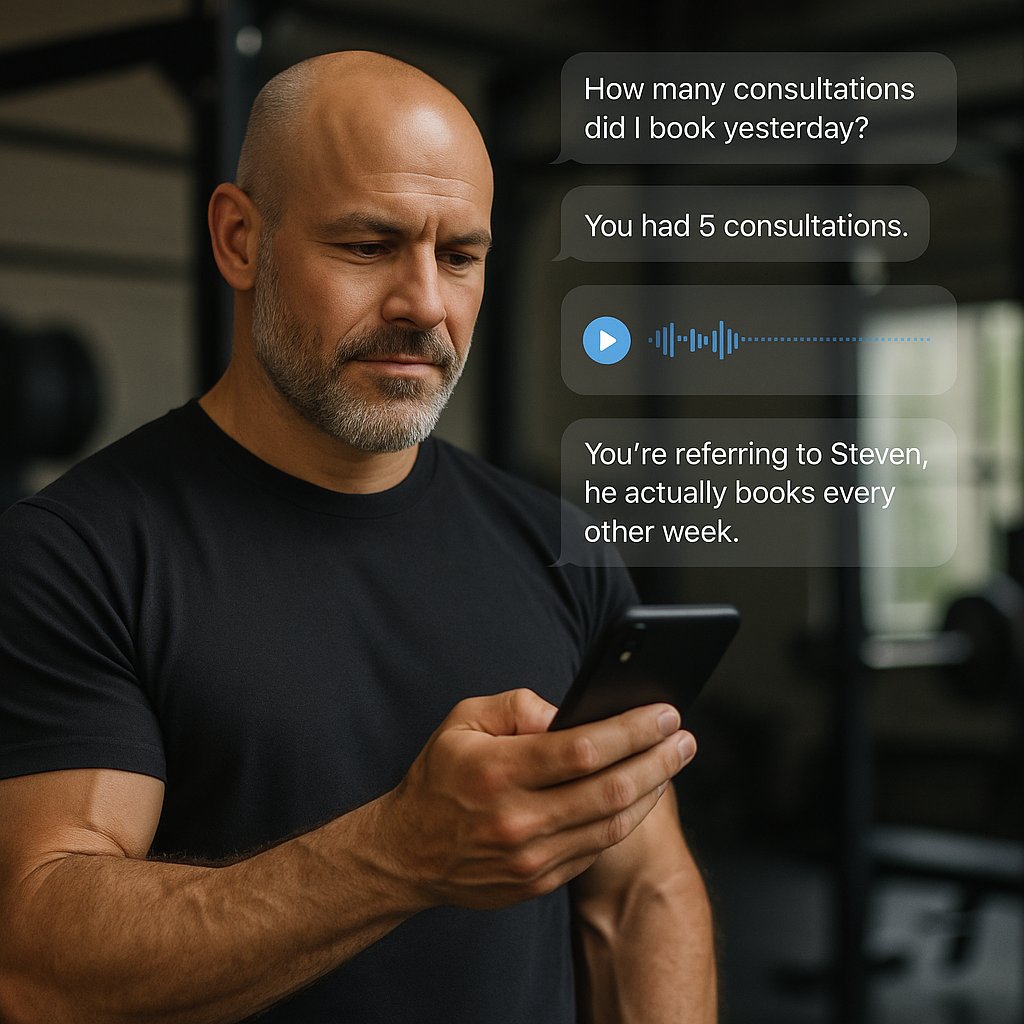 How many consultations
did I book yesterday?
You had 5 consultations.
You’re referring to Steven,
he actually books every
other week.